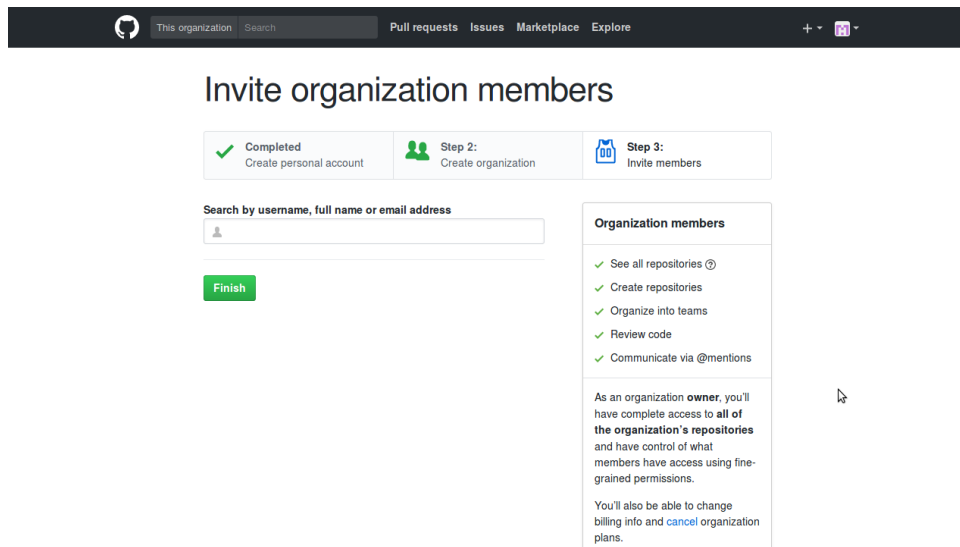 This organization Search Pull requests Issues Marketplace Explore
Invite organization members
Completed
Create personal account
Step 2:
Create organization
Step 3:
Invite members
Search by username, full name or email address
Finish
Organization members
See all repositories
Create repositories
Organize into teams
Review code
Communicate via @mentions
As an organization owner, you'll
have complete access to all of
the organization's repositories
and have control of what
members have access using fine-
grained permissions.
You'll also be able to change
billing info and cancel organization
plans.